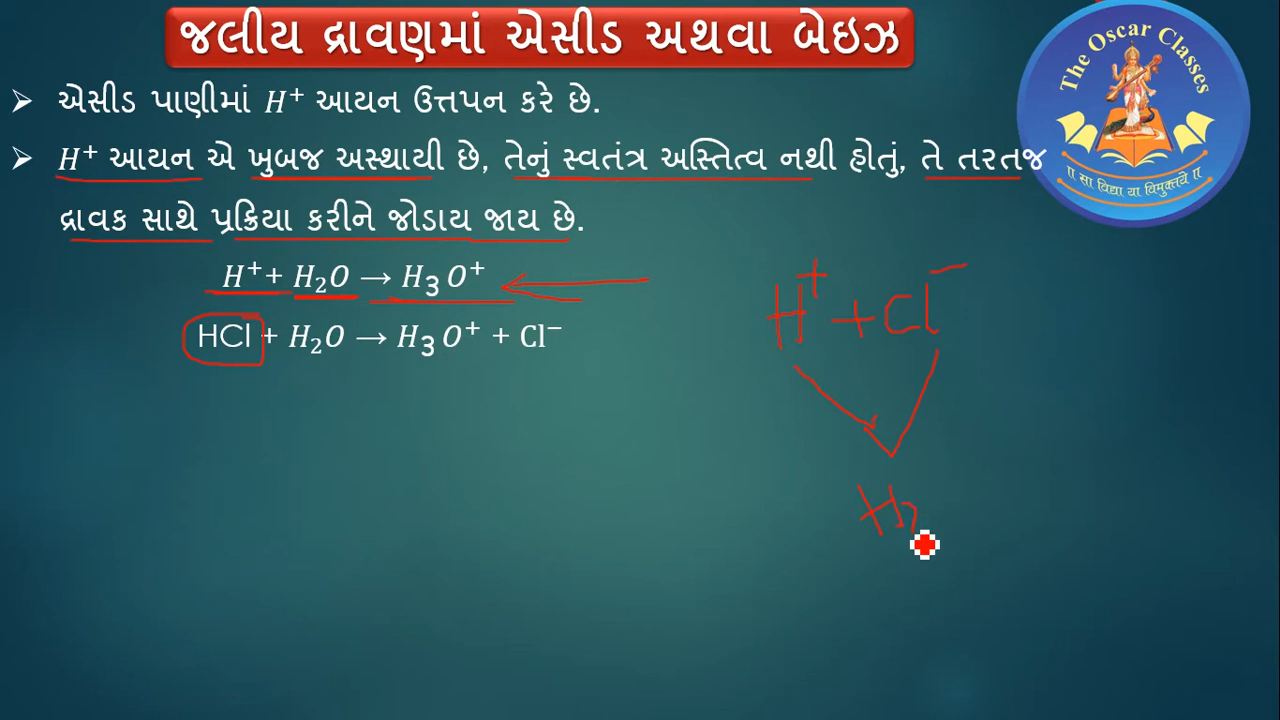 જલીય દ્રાવણમાં એસીડ અથવા બેઇઝ
The Oscar Classes
॥ सा विद्या या विमुक्तये ॥
➢ એસીડ પાણીમાં H⁺ આયન ઉત્તપન કરે છે.
➢ H⁺ આયન એ ખુબજ અસ્થાયી છે, તેનું સ્વતંત્ર અસ્તિત્વ નથી હોતું, તે તરતજ
દ્રાવક સાથે પ્રક્રિયા કરીને જોડાય જાય છે.
H⁺ + H₂O → H₃O⁺
HCl + H₂O → H₃O⁺ + Cl⁻
H⁺ + Cl⁻